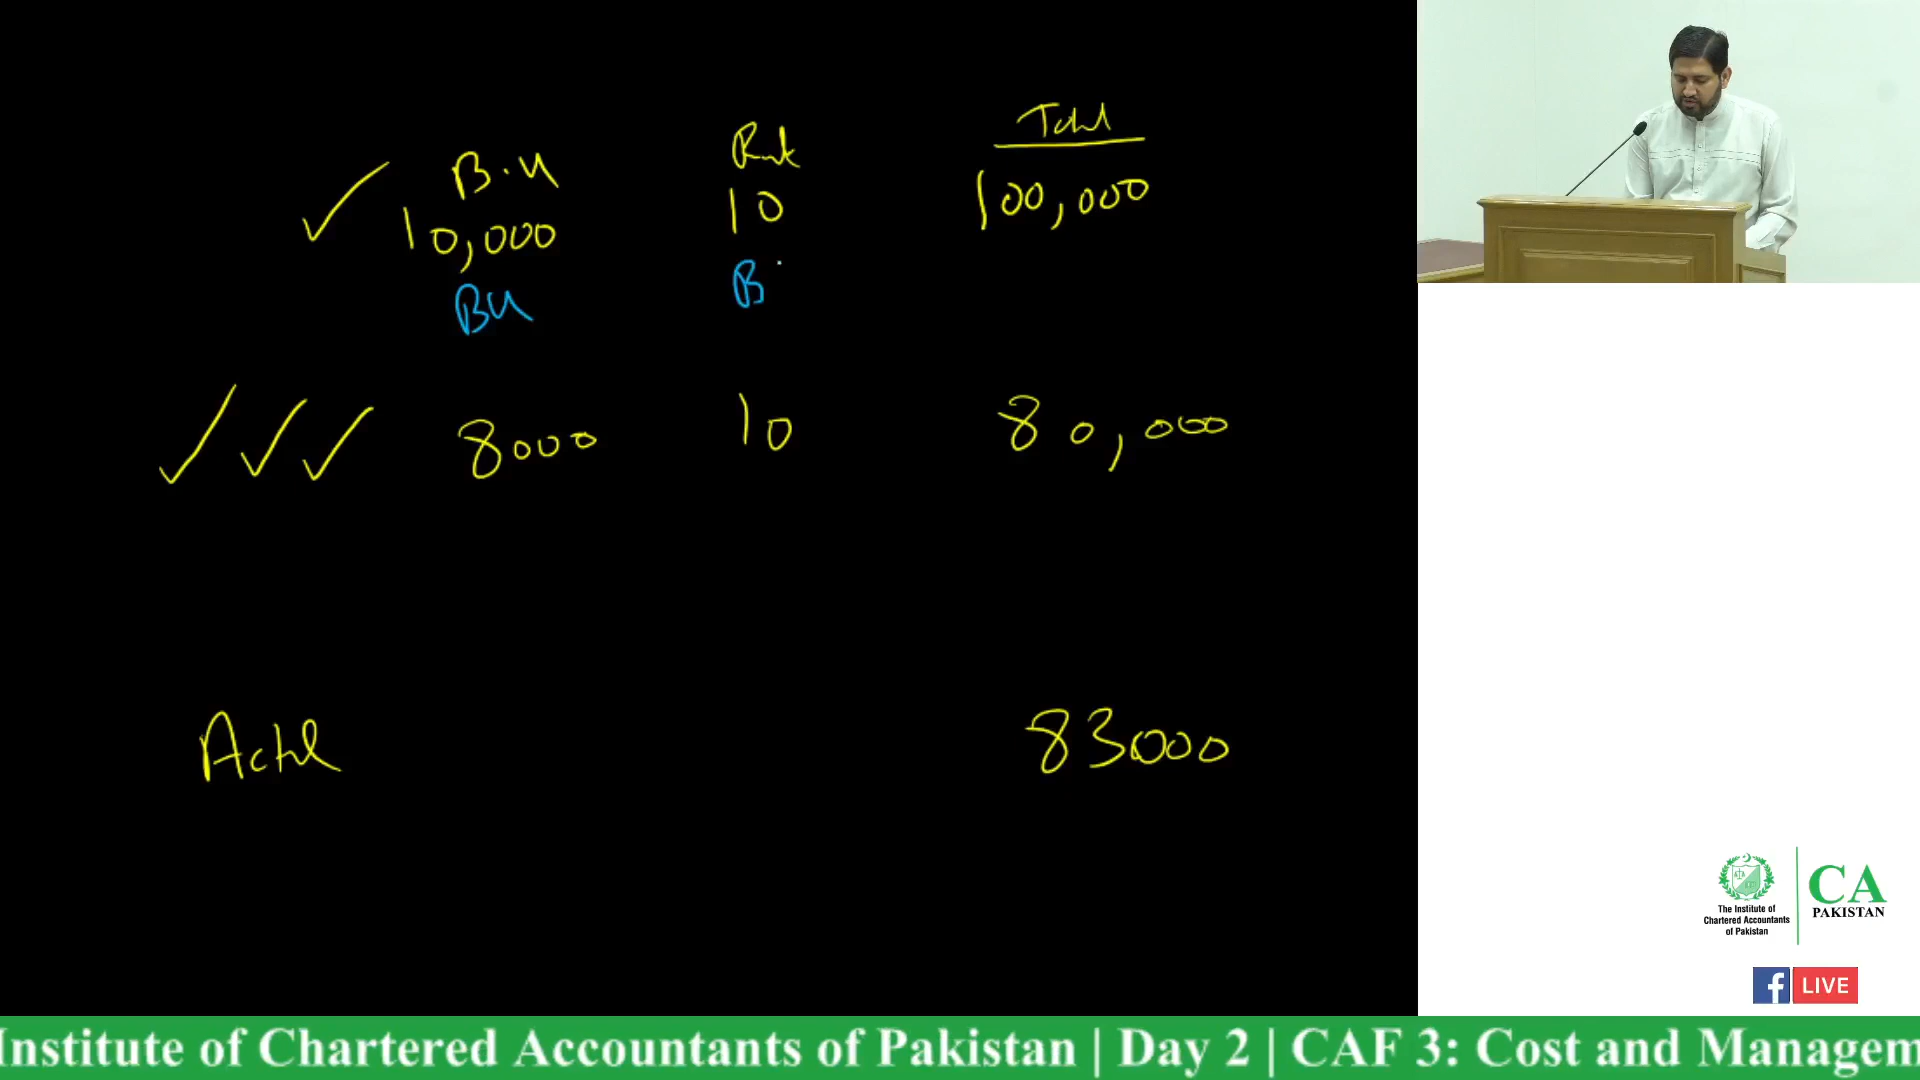 B.U Rate Total
10,000 10 100,000
BU B
8000 10 80,000
Actul 83000
The Institute of
Chartered Accountants
of Pakistan
CA
PAKISTAN
f LIVE
Institute of Chartered Accountants of Pakistan | Day 2 | CAF 3: Cost and Managem